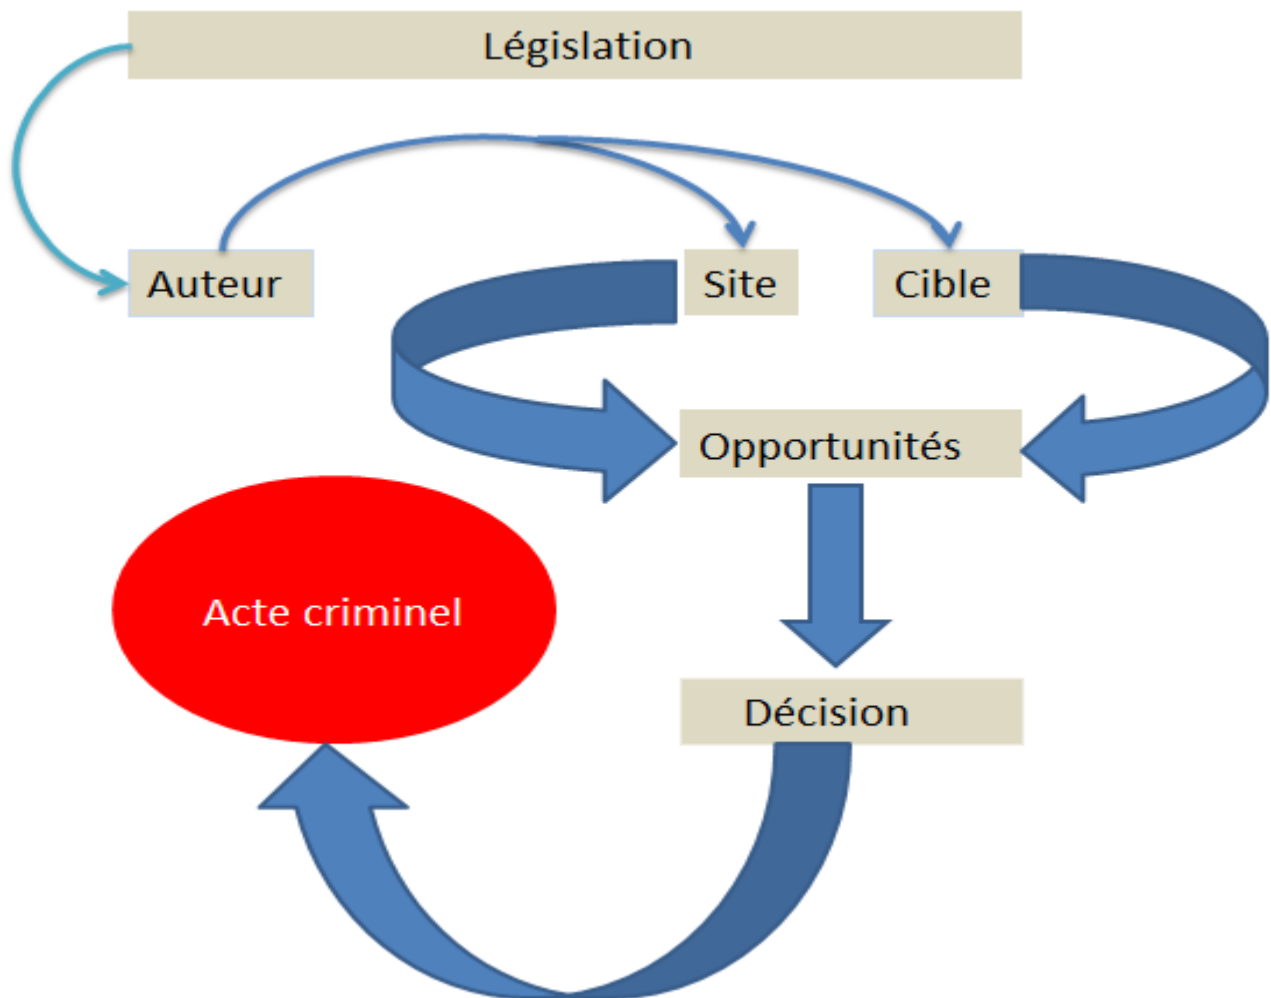 Législation
Auteur
Site
Cible
Opportunités
Acte criminel
Décision